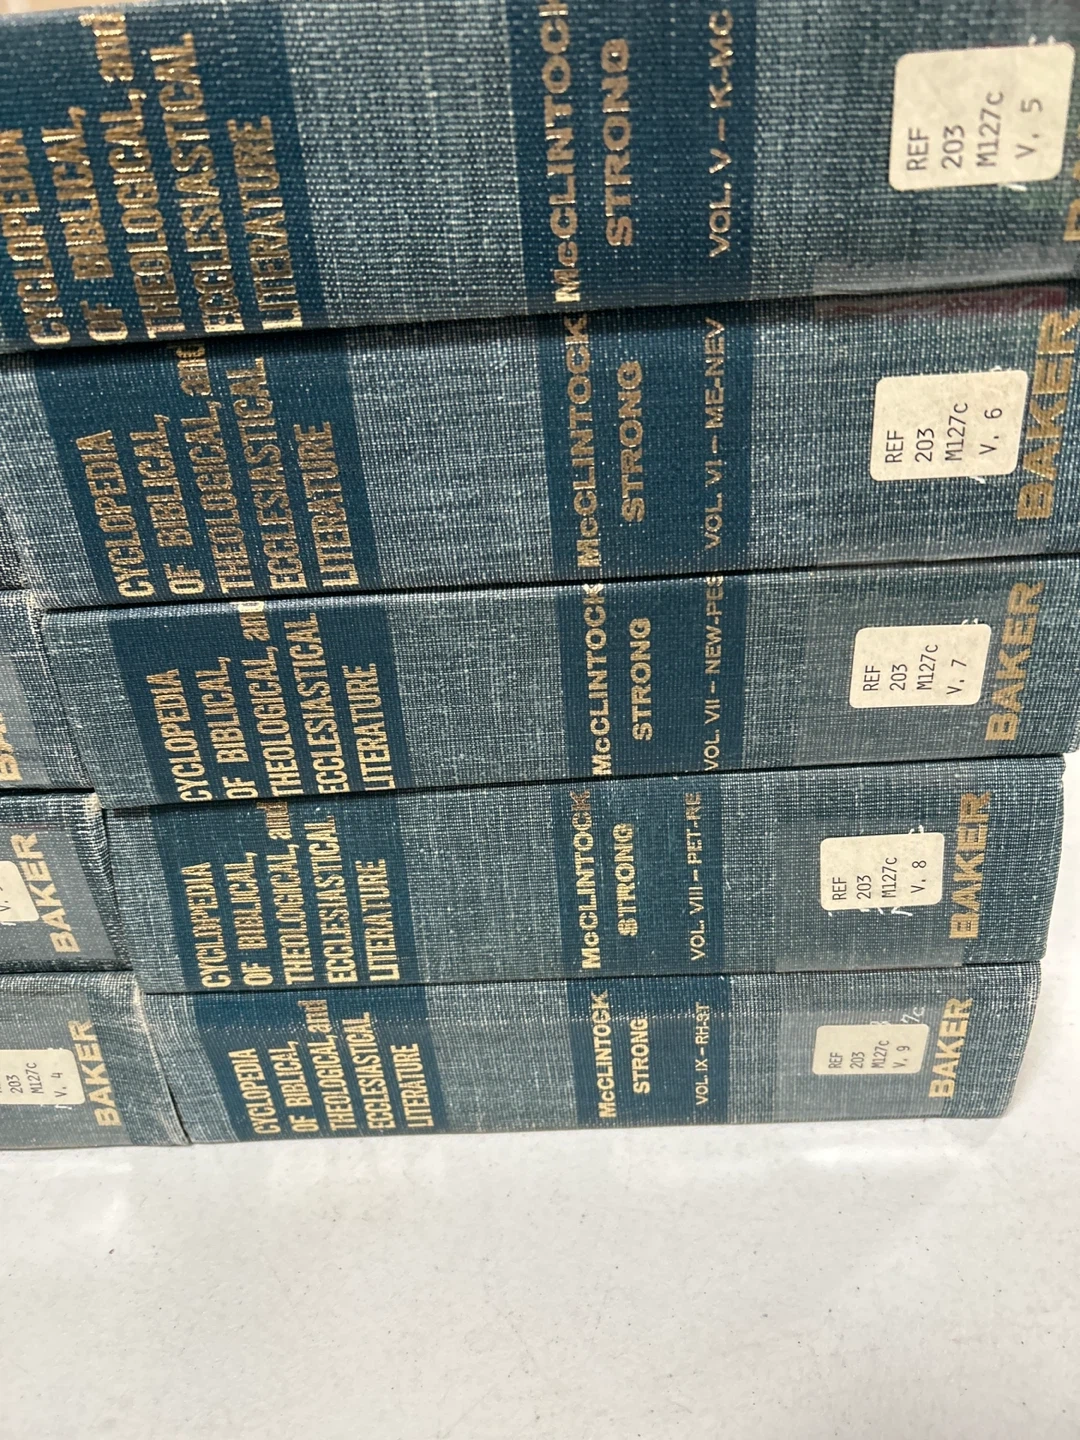 CYCLOPEDIA
OF BIBLICAL,
THEOLOGICAL, and
ECCLESIASTICAL
LITERATURE
McCLINTOCK
STRONG
VOL. V – K-MC
REF
203
M127c
V. 5
CYCLOPEDIA
OF BIBLICAL,
THEOLOGICAL, and
ECCLESIASTICAL
LITERATURE
McCLINTOCK
STRONG
VOL. VI – ME-NEV
REF
203
M127c
V. 6
BAKER
CYCLOPEDIA
OF BIBLICAL,
THEOLOGICAL, and
ECCLESIASTICAL
LITERATURE
McCLINTOCK
STRONG
VOL. VII – NEW-PES
REF
203
M127c
V. 7
BAKER
CYCLOPEDIA
OF BIBLICAL,
THEOLOGICAL, and
ECCLESIASTICAL
LITERATURE
McCLINTOCK
STRONG
VOL. VIII – PET-RE
REF
203
M127c
V. 8
BAKER
CYCLOPEDIA
OF BIBLICAL,
THEOLOGICAL, and
ECCLESIASTICAL
LITERATURE
McCLINTOCK
STRONG
VOL. IX – RH-ST
REF
203
M127c
V. 9
BAKER
BAKER
203
M127c
V. 4
BAKER